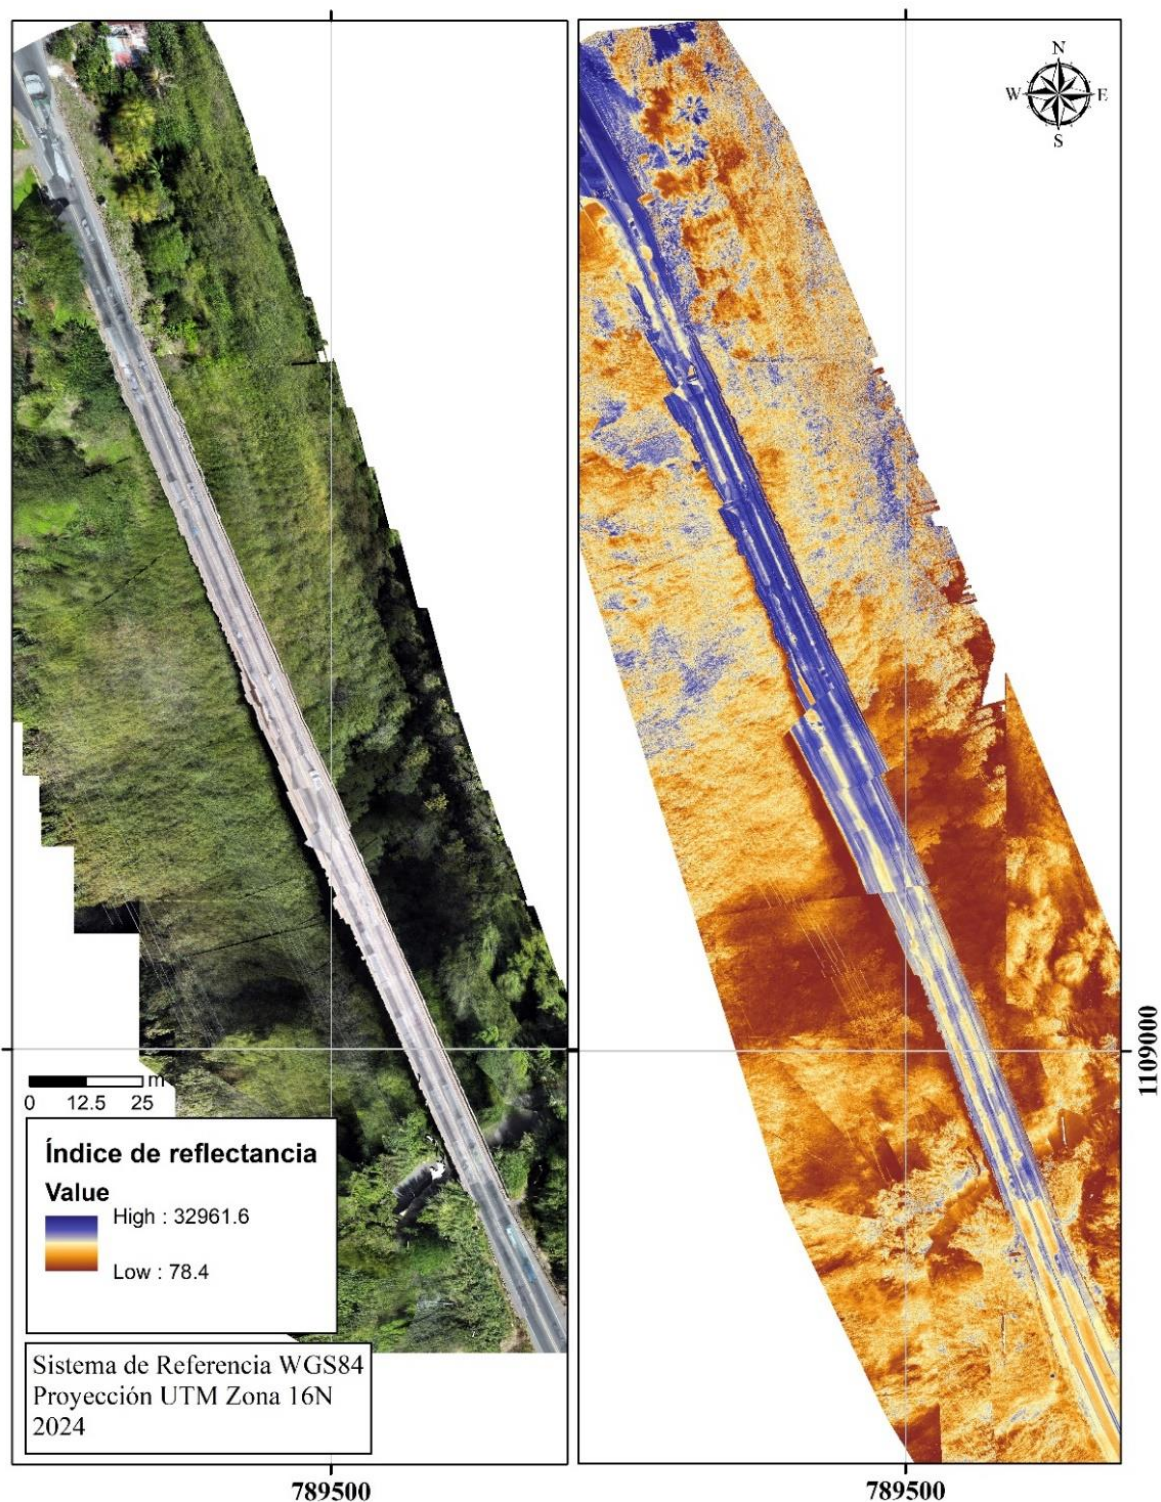 N
W E
S
1109000
m
0 12.5 25
Índice de reflectancia
Value
High : 32961.6
Low : 78.4
Sistema de Referencia WGS84
Proyección UTM Zona 16N
2024
789500 789500